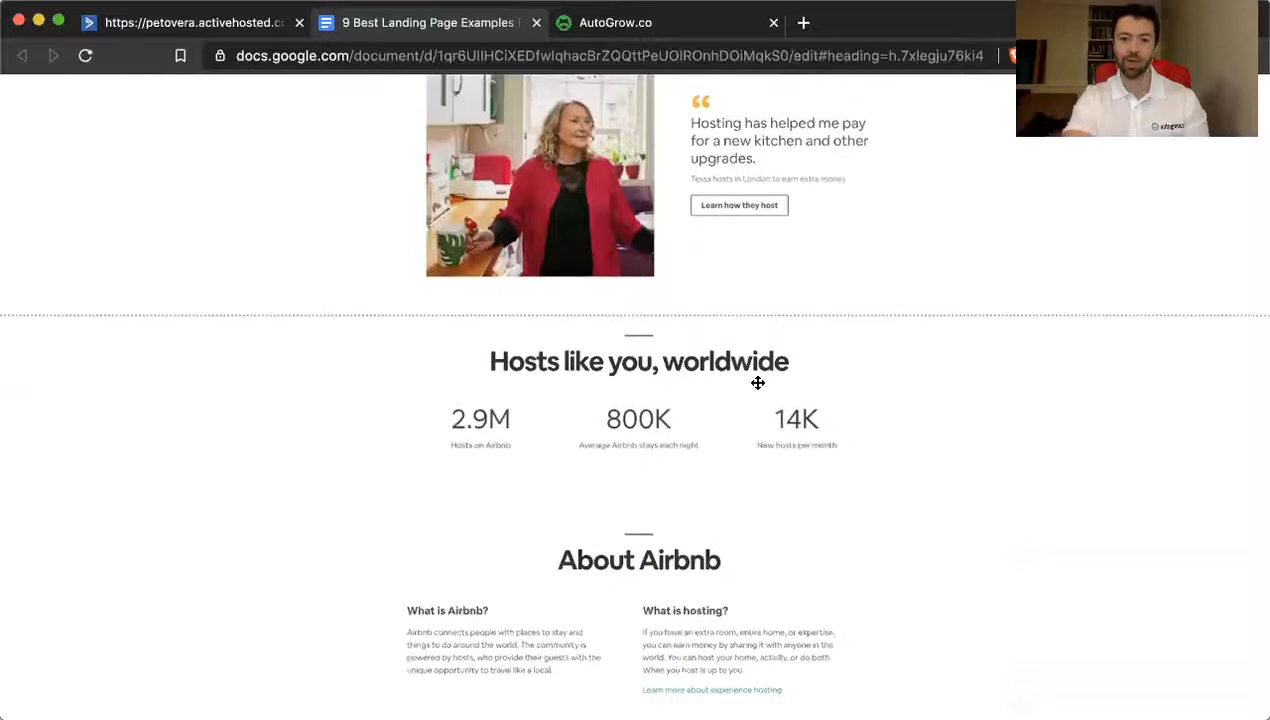 https://petovera.activehosted.c
9 Best Landing Page Examples
AutoGrow.co
docs.google.com/document/d/1qr6UIlHCiXEDfwIqhacBrZQQttPeUOlROnhDOiMqkS0/edit#heading=h.7xlegju76ki4
“
Hosting has helped me pay
for a new kitchen and other
upgrades.
Tessa hosts in London to earn extra money
Learn how they host
Hosts like you, worldwide
2.9M
800K
14K
Hosts on Airbnb
Average Airbnb stays each night
New hosts per month
About Airbnb
What is Airbnb?
Airbnb connects people with places to stay and
things to do around the world. The community is
powered by hosts, who provide their guests with the
unique opportunity to travel like a local.
What is hosting?
If you have an extra room, entire home, or expertise,
you can earn money by sharing it with anyone in the
world. You can host your home, activity, or do both
When you host is up to you
Learn more about experience hosting